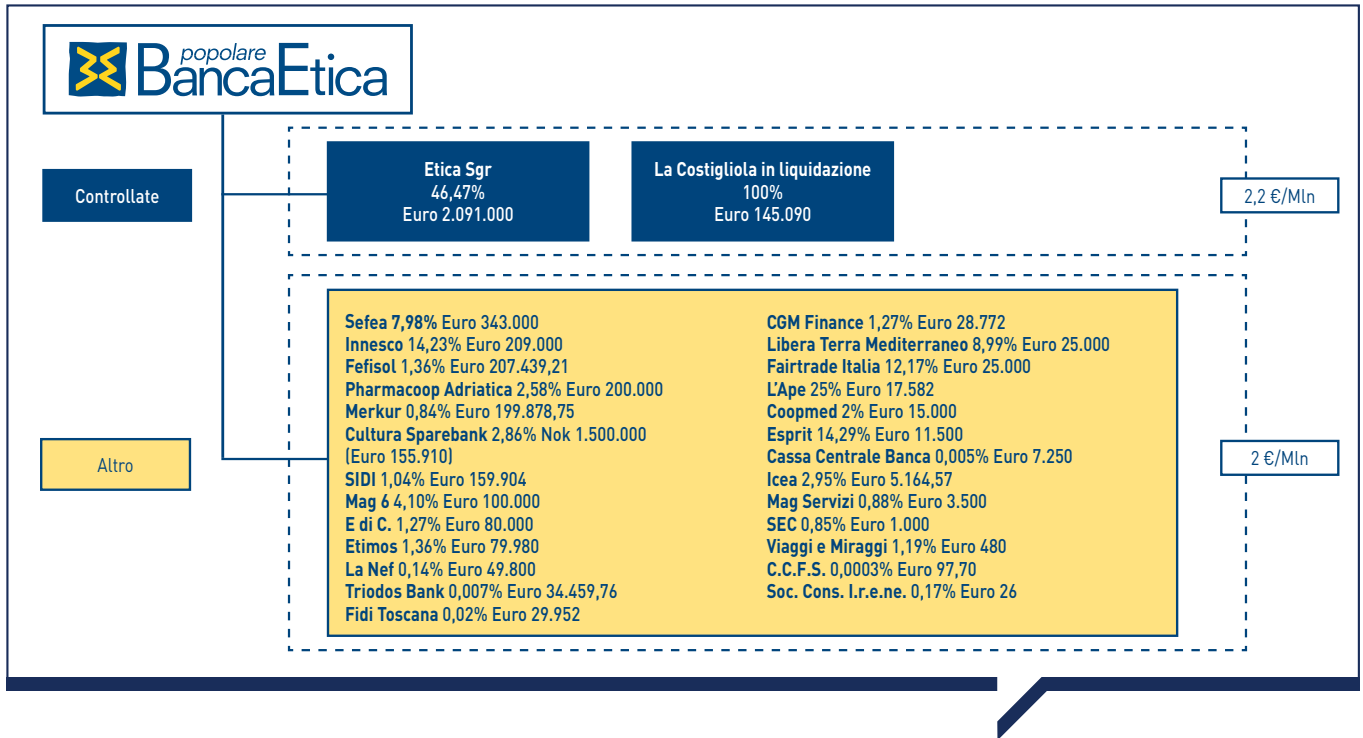 popolare
BancaEtica
Controllate
Etica Sgr
46,47%
Euro 2.091.000
La Costigliola in liquidazione
100%
Euro 145.090
2,2 €/Mln
Altro
Sefea 7,98% Euro 343.000
Innesco 14,23% Euro 209.000
Fefisol 1,36% Euro 207.439,21
Pharmacoop Adriatica 2,58% Euro 200.000
Merkur 0,84% Euro 199.878,75
Cultura Sparebank 2,86% Nok 1.500.000
(Euro 155.910)
SIDI 1,04% Euro 159.904
Mag 6 4,10% Euro 100.000
E di C. 1,27% Euro 80.000
Etimos 1,36% Euro 79.980
La Nef 0,14% Euro 49.800
Triodos Bank 0,007% Euro 34.459,76
Fidi Toscana 0,02% Euro 29.952
CGM Finance 1,27% Euro 28.772
Libera Terra Mediterraneo 8,99% Euro 25.000
Fairtrade Italia 12,17% Euro 25.000
L'Ape 25% Euro 17.582
Coopmed 2% Euro 15.000
Esprit 14,29% Euro 11.500
Cassa Centrale Banca 0,005% Euro 7.250
Icea 2,95% Euro 5.164,57
Mag Servizi 0,88% Euro 3.500
SEC 0,85% Euro 1.000
Viaggi e Miraggi 1,19% Euro 480
C.C.F.S. 0,0003% Euro 97,70
Soc. Cons. I.r.e.ne. 0,17% Euro 26
2 €/Mln